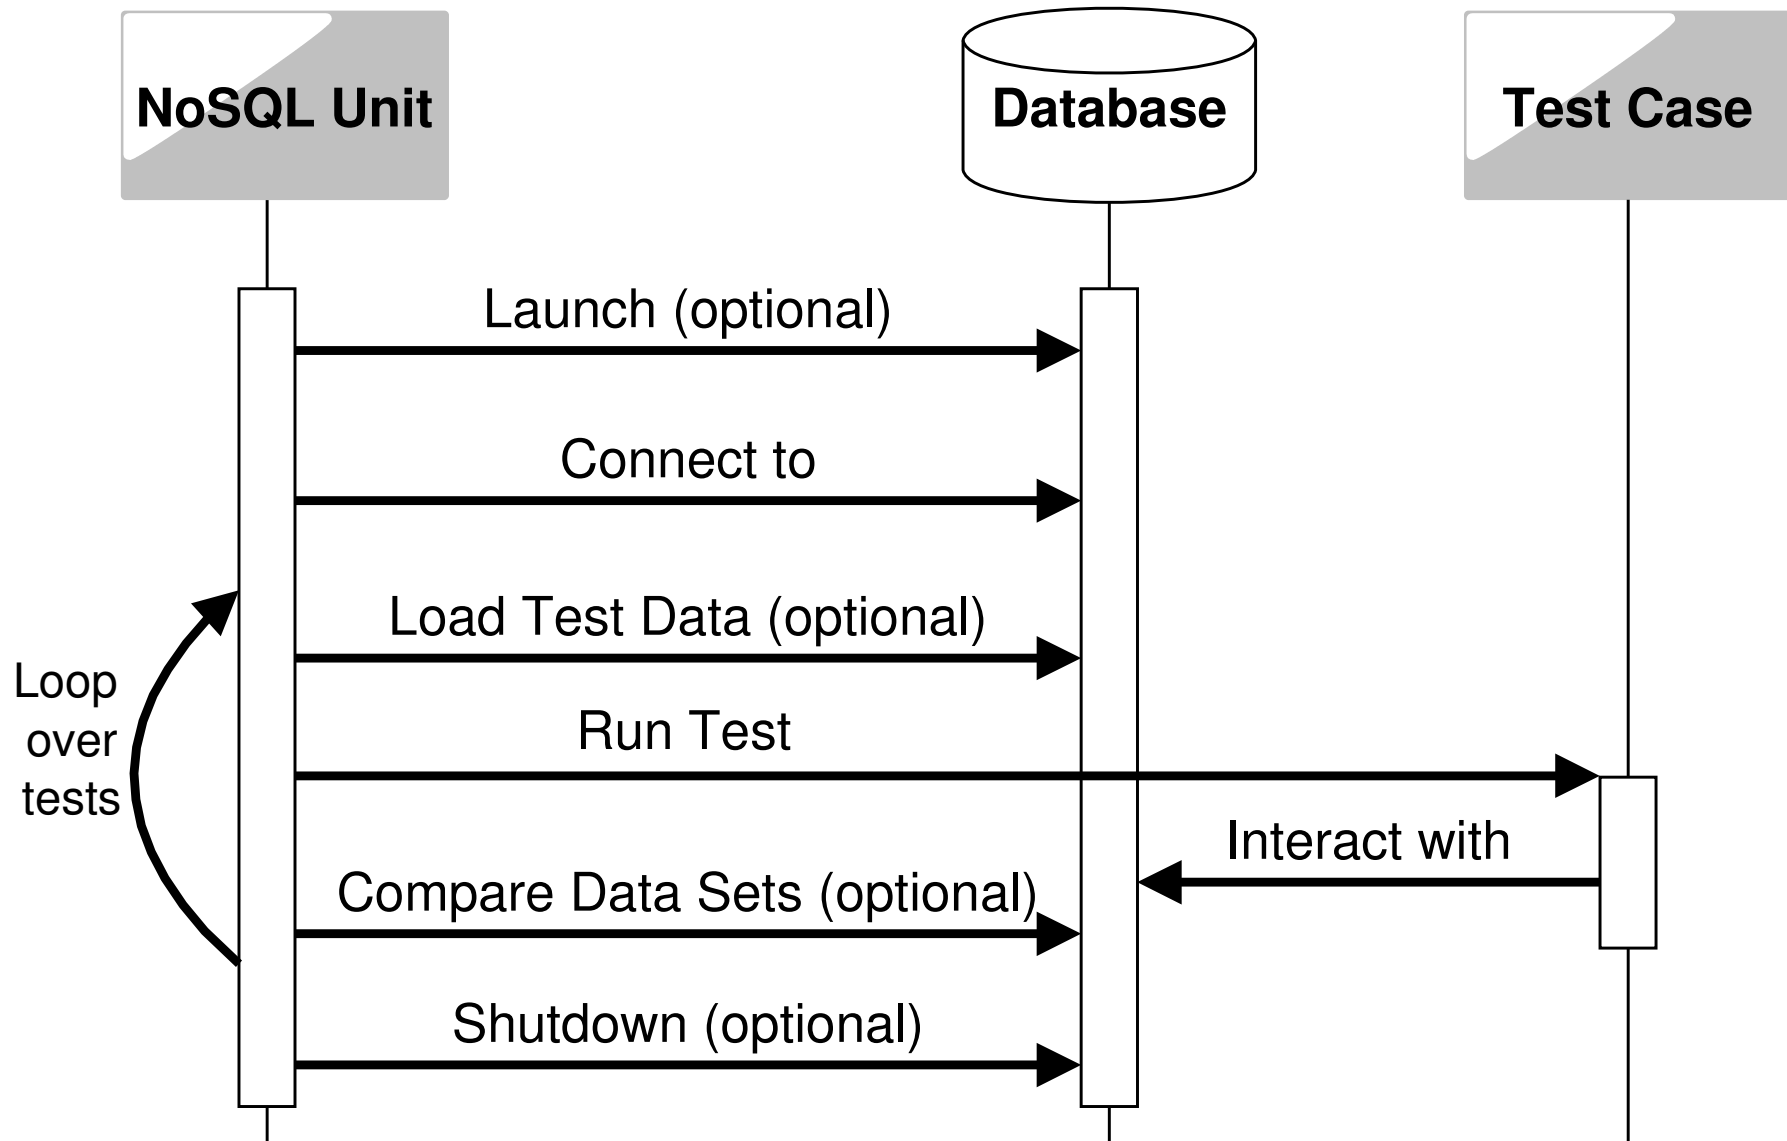 NoSQL Unit
Database
Test Case
Launch (optional)
Connect to
Load Test Data (optional)
Loop
over
tests
Run Test
Interact with
Compare Data Sets (optional)
Shutdown (optional)